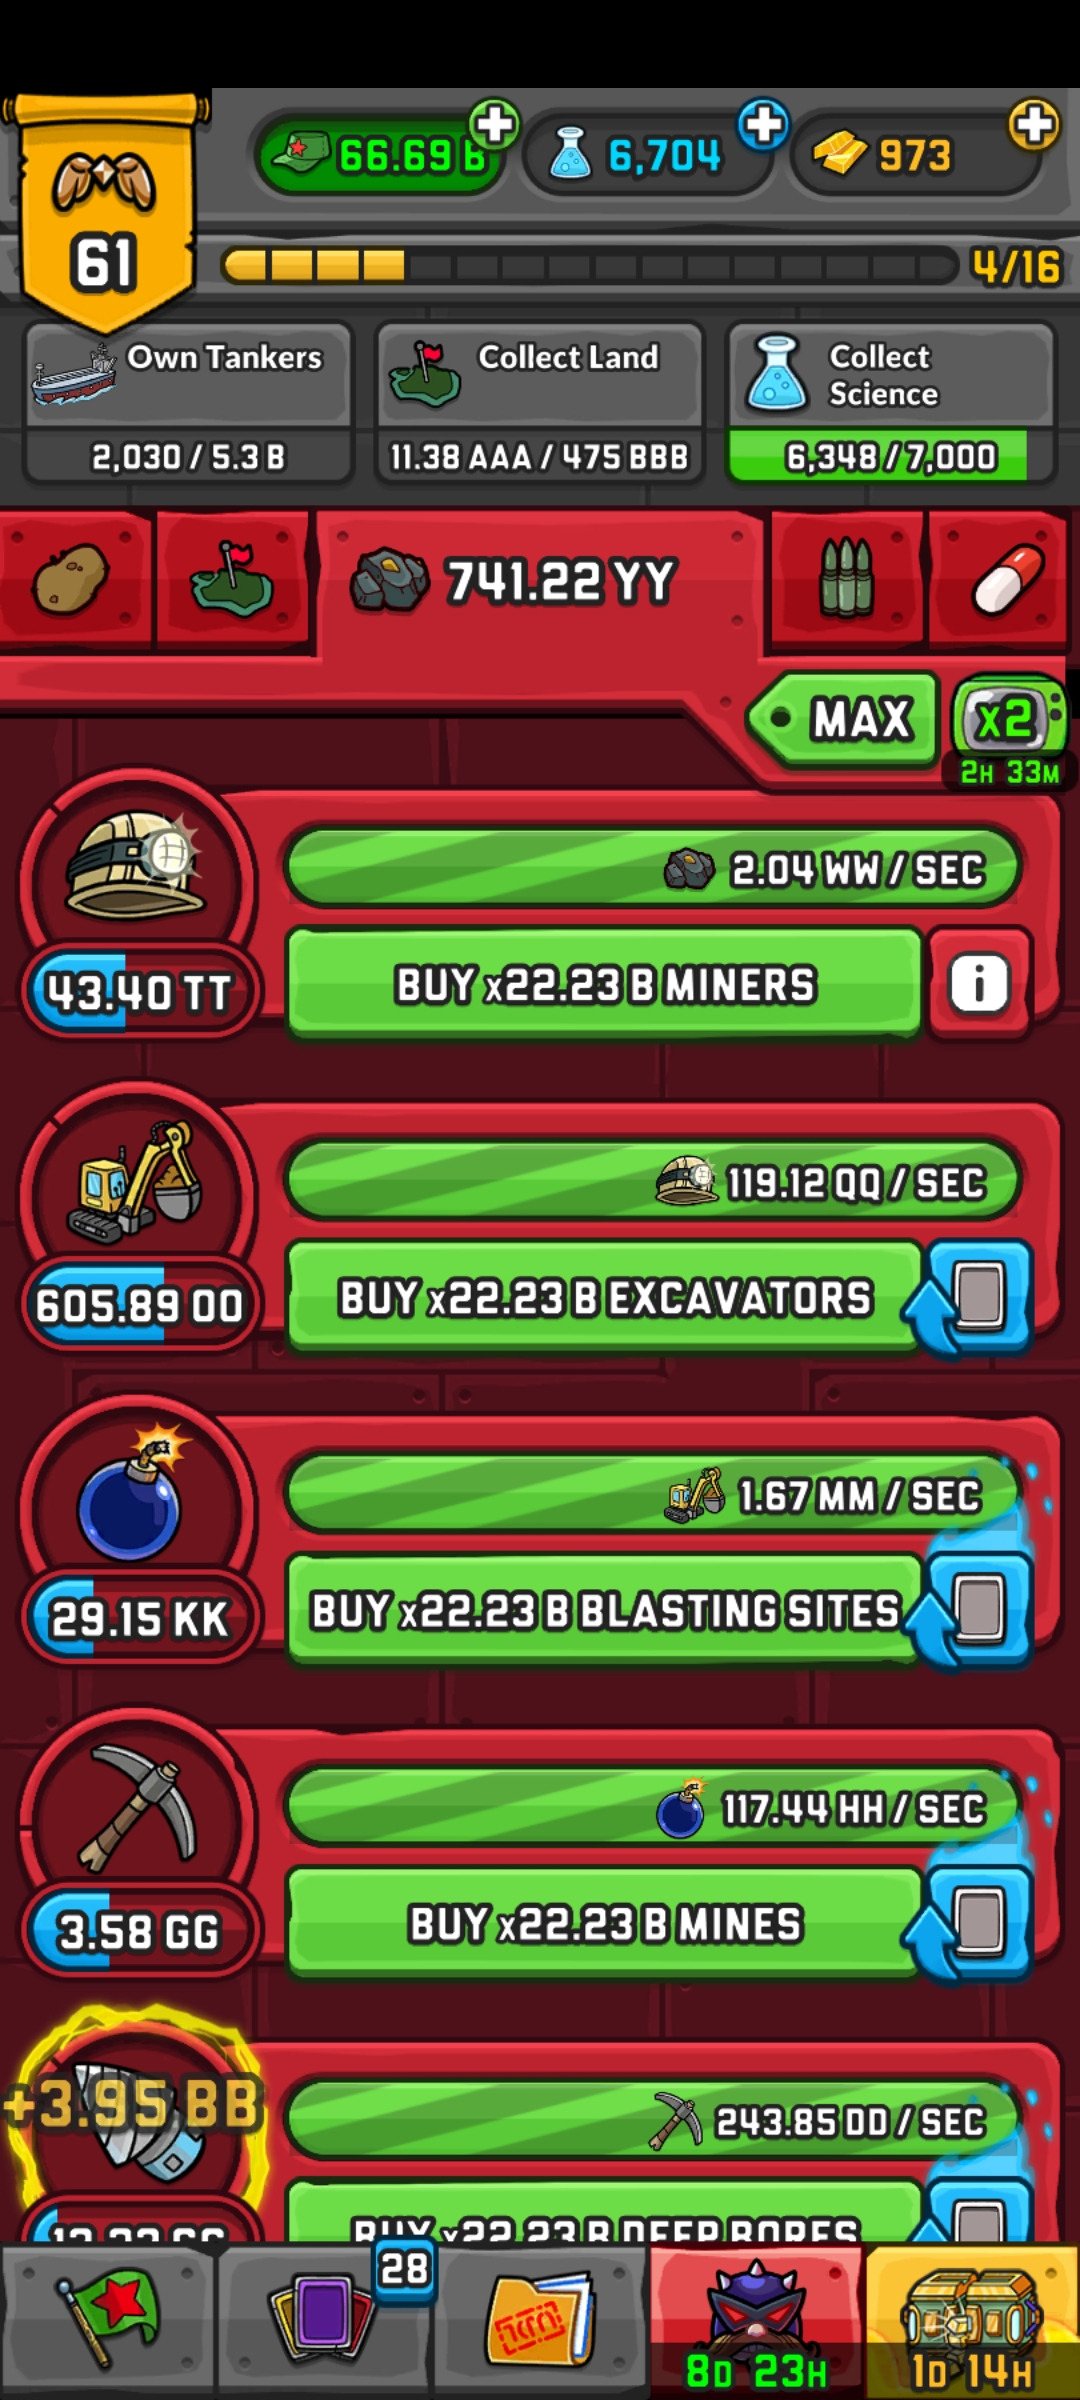 66.69 B
6,704
973
61
4/16
Own Tankers
2,030 / 5.3 B
Collect Land
11.38 AAA / 475 BBB
Collect
Science
6,348 / 7,000
741.22 YY
MAX
x2
2H 33M
2.04 WW / SEC
43.40 TT
BUY x22.23 B MINERS
i
119.12 QQ / SEC
605.89 OO
BUY x22.23 B EXCAVATORS
1.67 MM / SEC
29.15 KK
BUY x22.23 B BLASTING SITES
117.44 HH / SEC
3.58 GG
BUY x22.23 B MINES
+3.95 BB
243.85 DD / SEC
BUY x22.23 B DEEP BORES
28
8D 23H
1D 14H